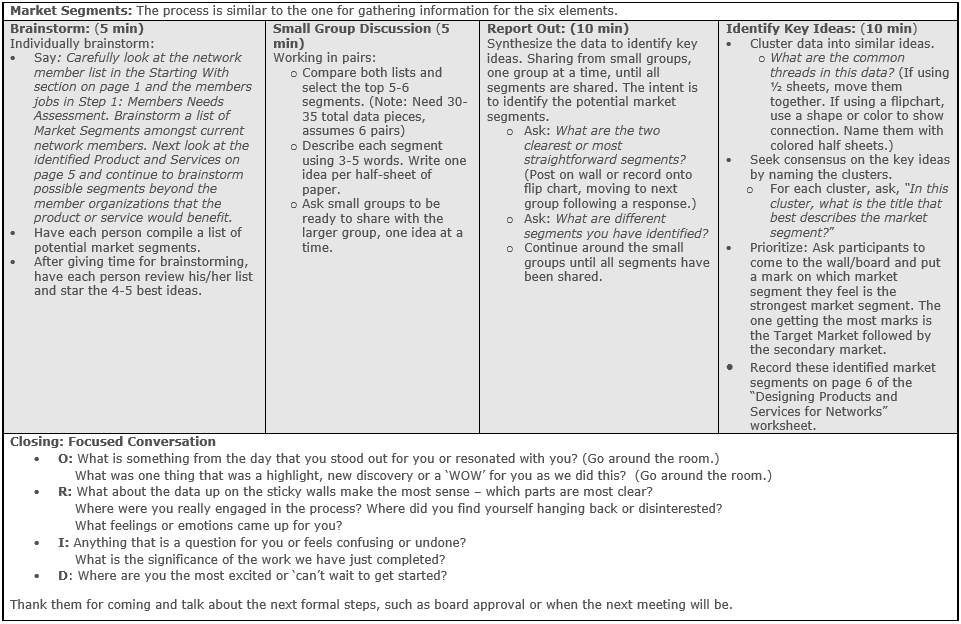 Market Segments: The process is similar to the one for gathering information for the six elements.
Brainstorm: (5 min)
Individually brainstorm:
• Say: Carefully look at the network
member list in the Starting With
section on page 1 and the members
jobs in Step 1: Members Needs
Assessment. Brainstorm a list of
Market Segments amongst current
network members. Next look at the
identified Product and Services on
page 5 and continue to brainstorm
possible segments beyond the
member organizations that the
product or service would benefit.
• Have each person compile a list of
potential market segments.
• After giving time for brainstorming,
have each person review his/her list
and star the 4-5 best ideas.
Small Group Discussion (5
min)
Working in pairs:
o Compare both lists and
select the top 5-6
segments. (Note: Need 30-
35 total data pieces,
assumes 6 pairs)
o Describe each segment
using 3-5 words. Write one
idea per half-sheet of
paper.
o Ask small groups to be
ready to share with the
larger group, one idea at a
time.
Report Out: (10 min)
Synthesize the data to identify key
ideas. Sharing from small groups,
one group at a time, until all
segments are shared. The intent is
to identify the potential market
segments.
o Ask: What are the two
clearest or most
straightforward segments?
(Post on wall or record onto
flip chart, moving to next
group following a response.)
o Ask: What are different
segments you have identified?
o Continue around the small
groups until all segments have
been shared.
Identify Key Ideas: (10 min)
• Cluster data into similar ideas.
o What are the common
threads in this data? (If using
½ sheets, move them
together. If using a flipchart,
use a shape or color to show
connection. Name them with
colored half sheets.)
• Seek consensus on the key ideas
by naming the clusters.
o For each cluster, ask, “In this
cluster, what is the title that
best describes the market
segment?”
• Prioritize: Ask participants to
come to the wall/board and put
a mark on which market
segment they feel is the
strongest market segment. The
one getting the most marks is
the Target Market followed by
the secondary market.
• Record these identified market
segments on page 6 of the
“Designing Products and
Services for Networks”
worksheet.
Closing: Focused Conversation
• O: What is something from the day that you stood out for you or resonated with you? (Go around the room.)
What was one thing that was a highlight, new discovery or a ‘WOW’ for you as we did this? (Go around the room.)
• R: What about the data up on the sticky walls make the most sense – which parts are most clear?
Where were you really engaged in the process? Where did you find yourself hanging back or disinterested?
What feelings or emotions came up for you?
• I: Anything that is a question for you or feels confusing or undone?
What is the significance of the work we have just completed?
• D: Where are you the most excited or ‘can’t wait to get started?
Thank them for coming and talk about the next formal steps, such as board approval or when the next meeting will be.